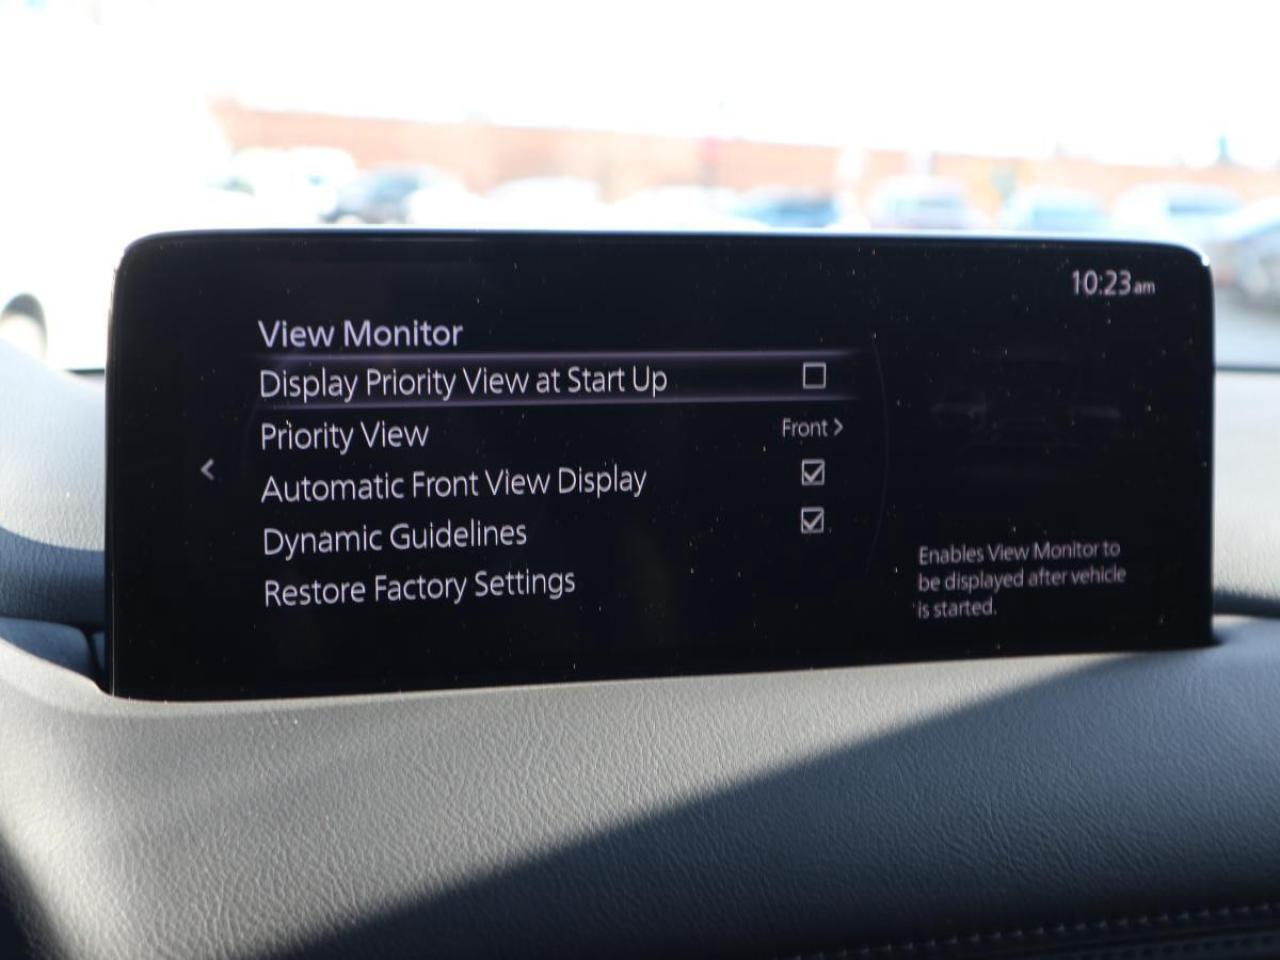 10:23am
View Monitor
Display Priority View at Start Up
Priority View Front >
Automatic Front View Display
Dynamic Guidelines
Restore Factory Settings
Enables View Monitor to
be displayed after vehicle
is started.